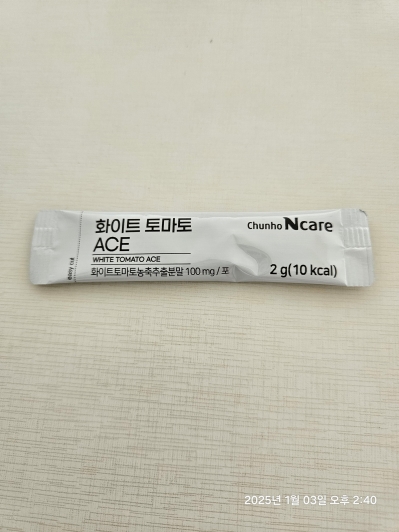 화이트 토마토
ACE
WHITE TOMATO ACE
화이트토마토농축추출분말 100 mg / 포
Chunho Ncare
2 g(10 kcal)
easy cut
2025년 1월 03일 오후 2:40